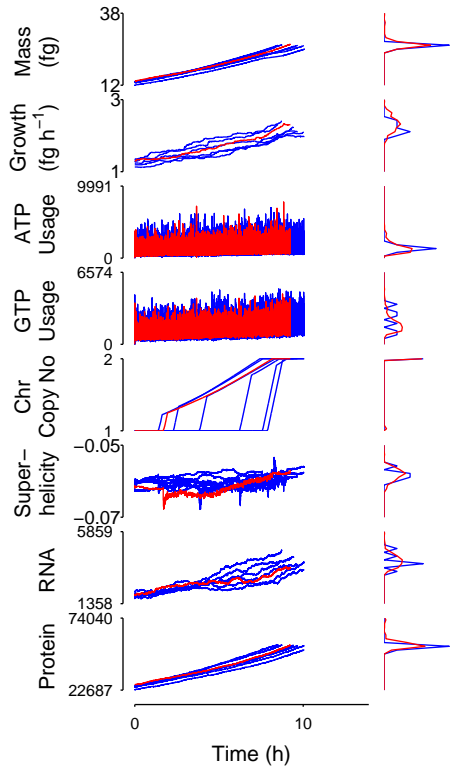 38
Mass
(fg)
12
3
Growth
(fg h⁻¹)
1
9991
ATP
Usage
0
6574
GTP
Usage
0
2
Chr
Copy No
1
−0.05
Super−
helicity
−0.07
5859
RNA
1358
74040
Protein
22687
0 10
Time (h)